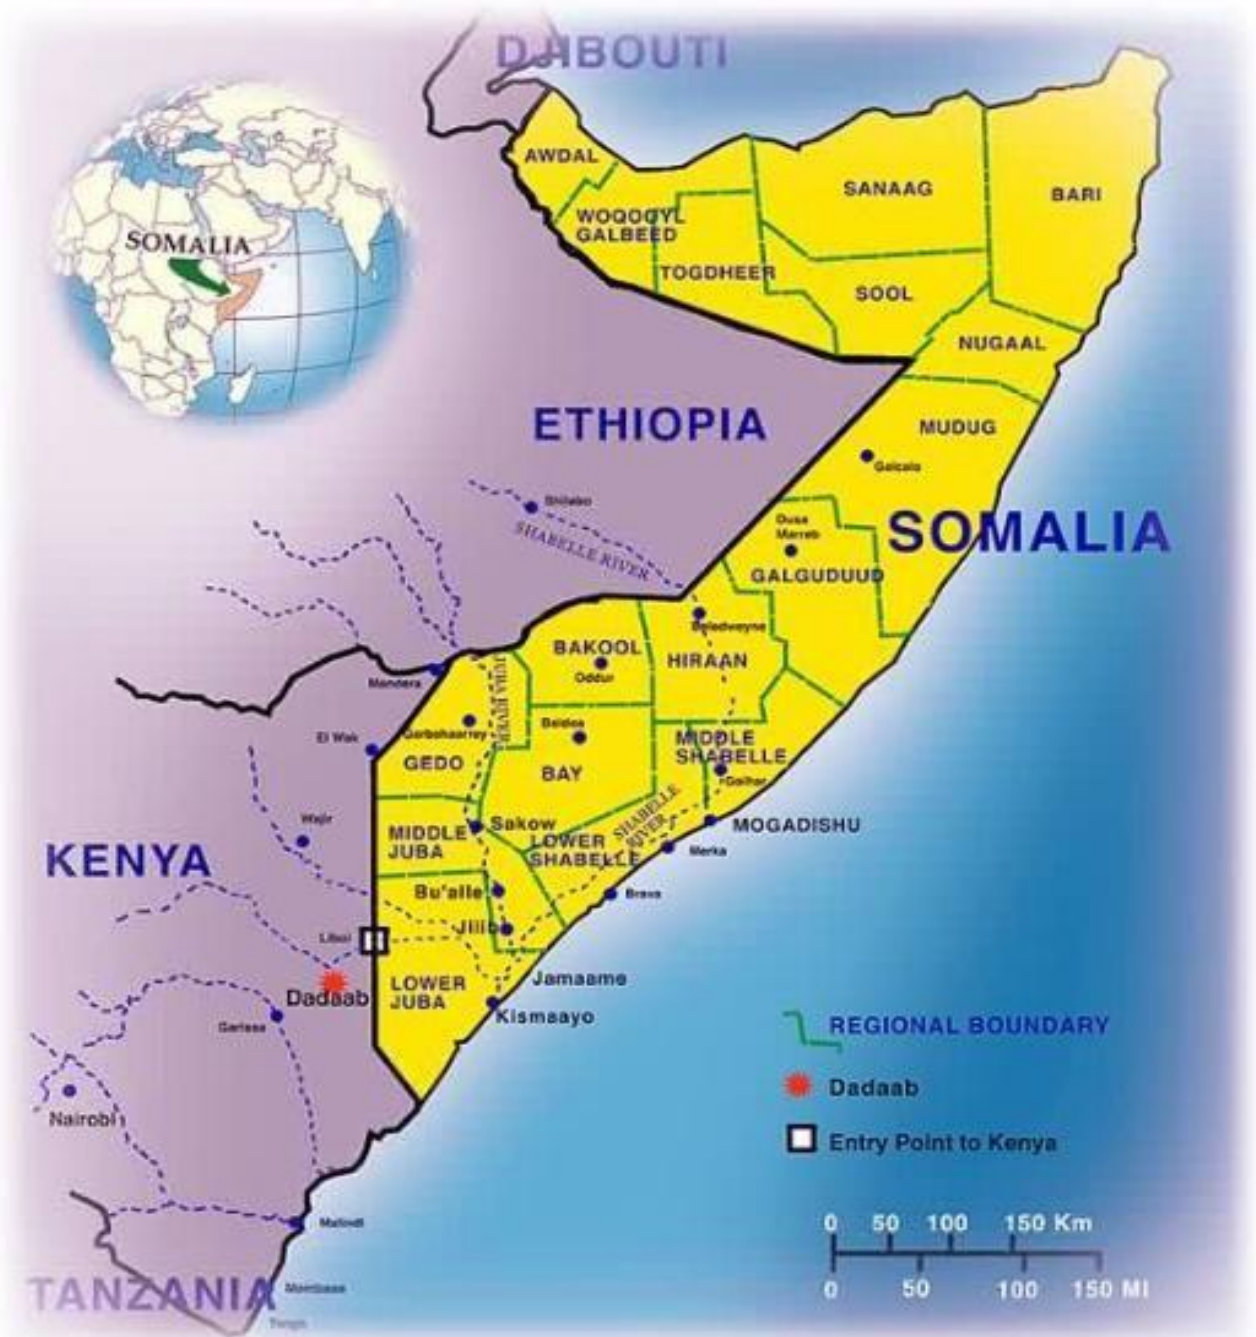 DJIBOUTI
AWDAL
SANAAG
BARI
WOQOOYL
GALBEED
SOMALIA
TOGDHEER
SOOL
NUGAAL
ETHIOPIA
MUDUG
Galcalo
Shilabo
SHABELLE RIVER
SOMALIA
Dusa
Marreb
GALGUDUUD
Beledweyne
BAKOOL
HIRAAN
Oddur
JUBA RIVER
Mandera
Garbahaarrey
Baidoa
El Wak
MIDDLE
SHABELLE
GEDO
BAY
SHABELLE
RIVER
Wajir
MIDDLE
JUBA
Sakow
LOWER
SHABELLE
MOGADISHU
Merka
KENYA
Bu'alle
Brava
Jilib
Liboi
LOWER
JUBA
Jamaame
Dadaab
Kismaayo
Garissa
REGIONAL BOUNDARY
Dadaab
Nairobi
Entry Point to Kenya
0 50 100 150 Km
0 50 100 150 MI
Malindi
TANZANIA
Mombasa
Tanga